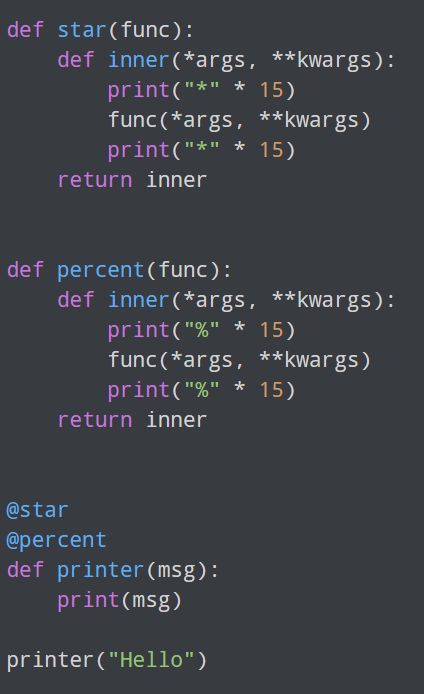 def star(func):
    def inner(*args, **kwargs):
        print("*" * 15)
        func(*args, **kwargs)
        print("*" * 15)
    return inner


def percent(func):
    def inner(*args, **kwargs):
        print("%" * 15)
        func(*args, **kwargs)
        print("%" * 15)
    return inner


@star
@percent
def printer(msg):
    print(msg)

printer("Hello")